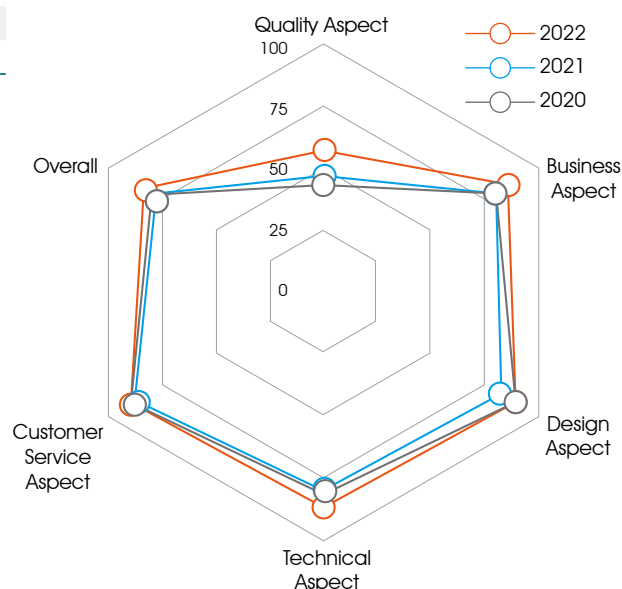 Quality Aspect
100
2022
2021
2020
75
50
25
0
Overall
Business
Aspect
Customer
Service
Aspect
Design
Aspect
Technical
Aspect